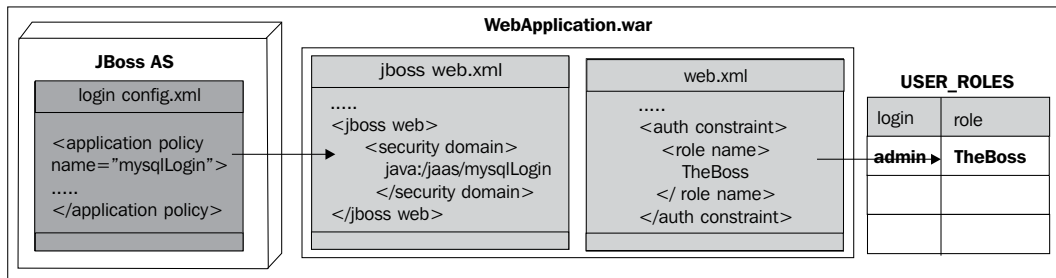 WebApplication.war
JBoss AS
login config.xml
<application policy
name=”mysqlLogin”>
.....
</application policy>
jboss web.xml
.....
<jboss web>
<security domain>
java:/jaas/mysqlLogin
</security domain>
</jboss web>
web.xml
.....
<auth constraint>
<role name>
TheBoss
</ role name>
</auth constraint>
USER_ROLES
login role
admin TheBoss